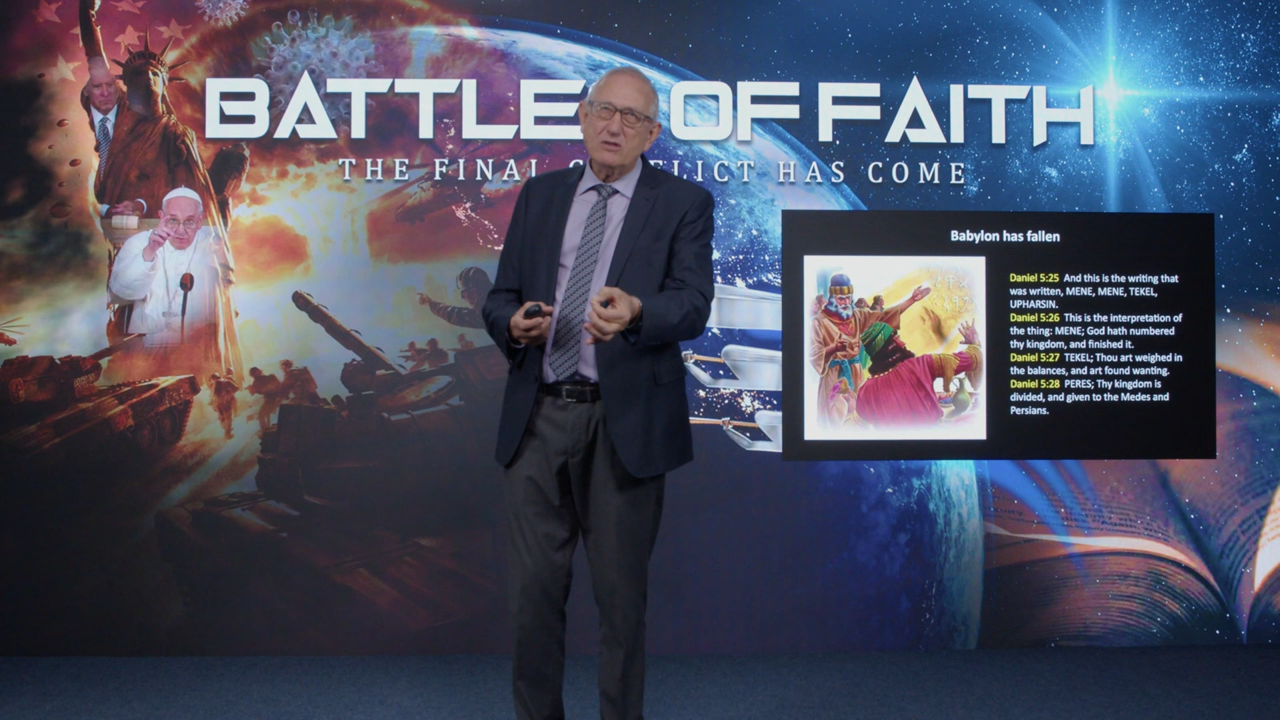 BATTLE OF FAITH
THE FINAL HAS COME
Babylon has fallen
Daniel 5:25 And this is the writing that
was written, MENE, MENE, TEKEL,
UPHARSIN.
Daniel 5:26 This is the interpretation of
the thing: MENE; God hath numbered
thy kingdom, and finished it.
Daniel 5:27 TEKEL; Thou art weighed in
the balances, and art found wanting.
Daniel 5:28 PERES; Thy kingdom is
divided, and given to the Medes and
Persians.